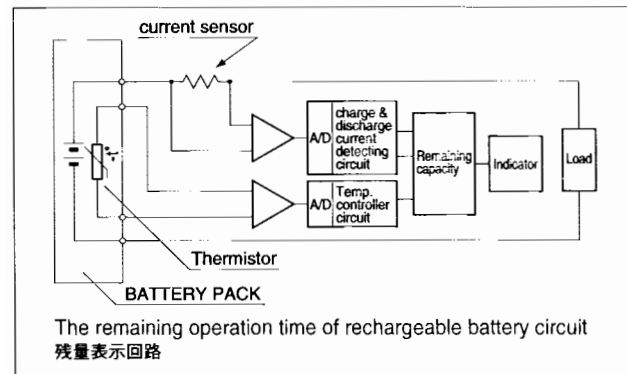 current sensor
A/D
charge &
discharge
current
detecting
circuit
Remaining
capacity
Indicator
Load
-t°
A/D
Temp.
controller
circuit
Thermistor
BATTERY PACK
The remaining operation time of rechargeable battery circuit
残量表示回路